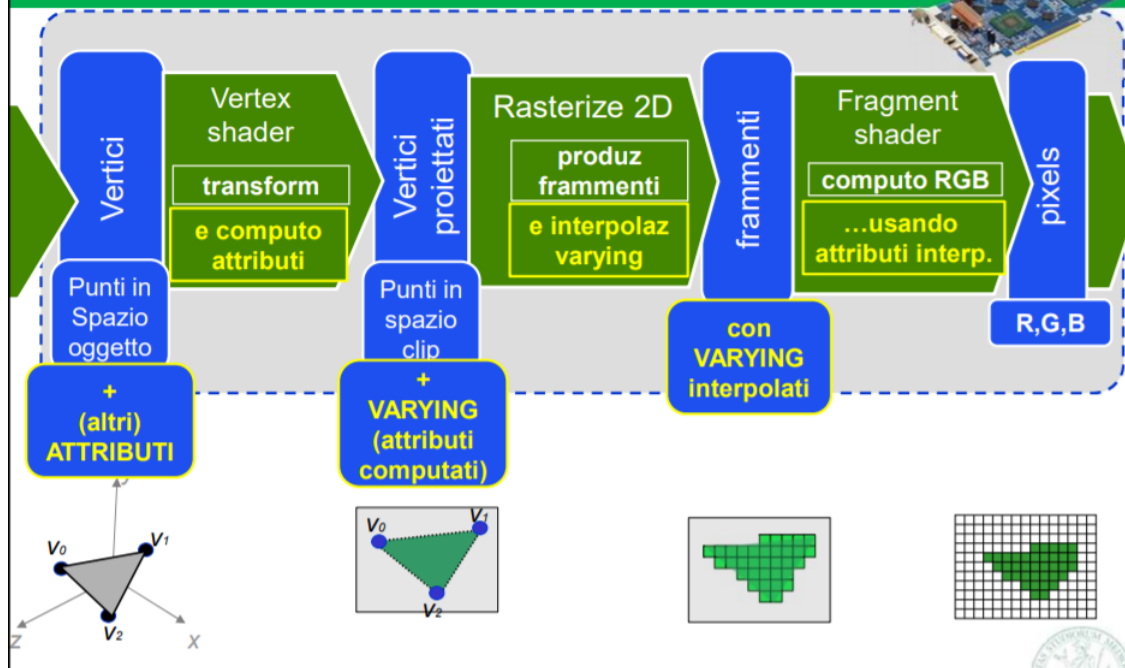 Vertici
Vertex
shader
transform
e computo
attributi
Vertici
proiettati
Rasterize 2D
produz
frammenti
e interpolaz
varying
frammenti
Fragment
shader
computo RGB
...usando
attributi interp.
pixels
Punti in
Spazio
oggetto
+
(altri)
ATTRIBUTI
Punti in
spazio
clip
+
VARYING
(attributi
computati)
con
VARYING
interpolati
R,G,B
v0
v1
v2
z
x
v0
v1
v2